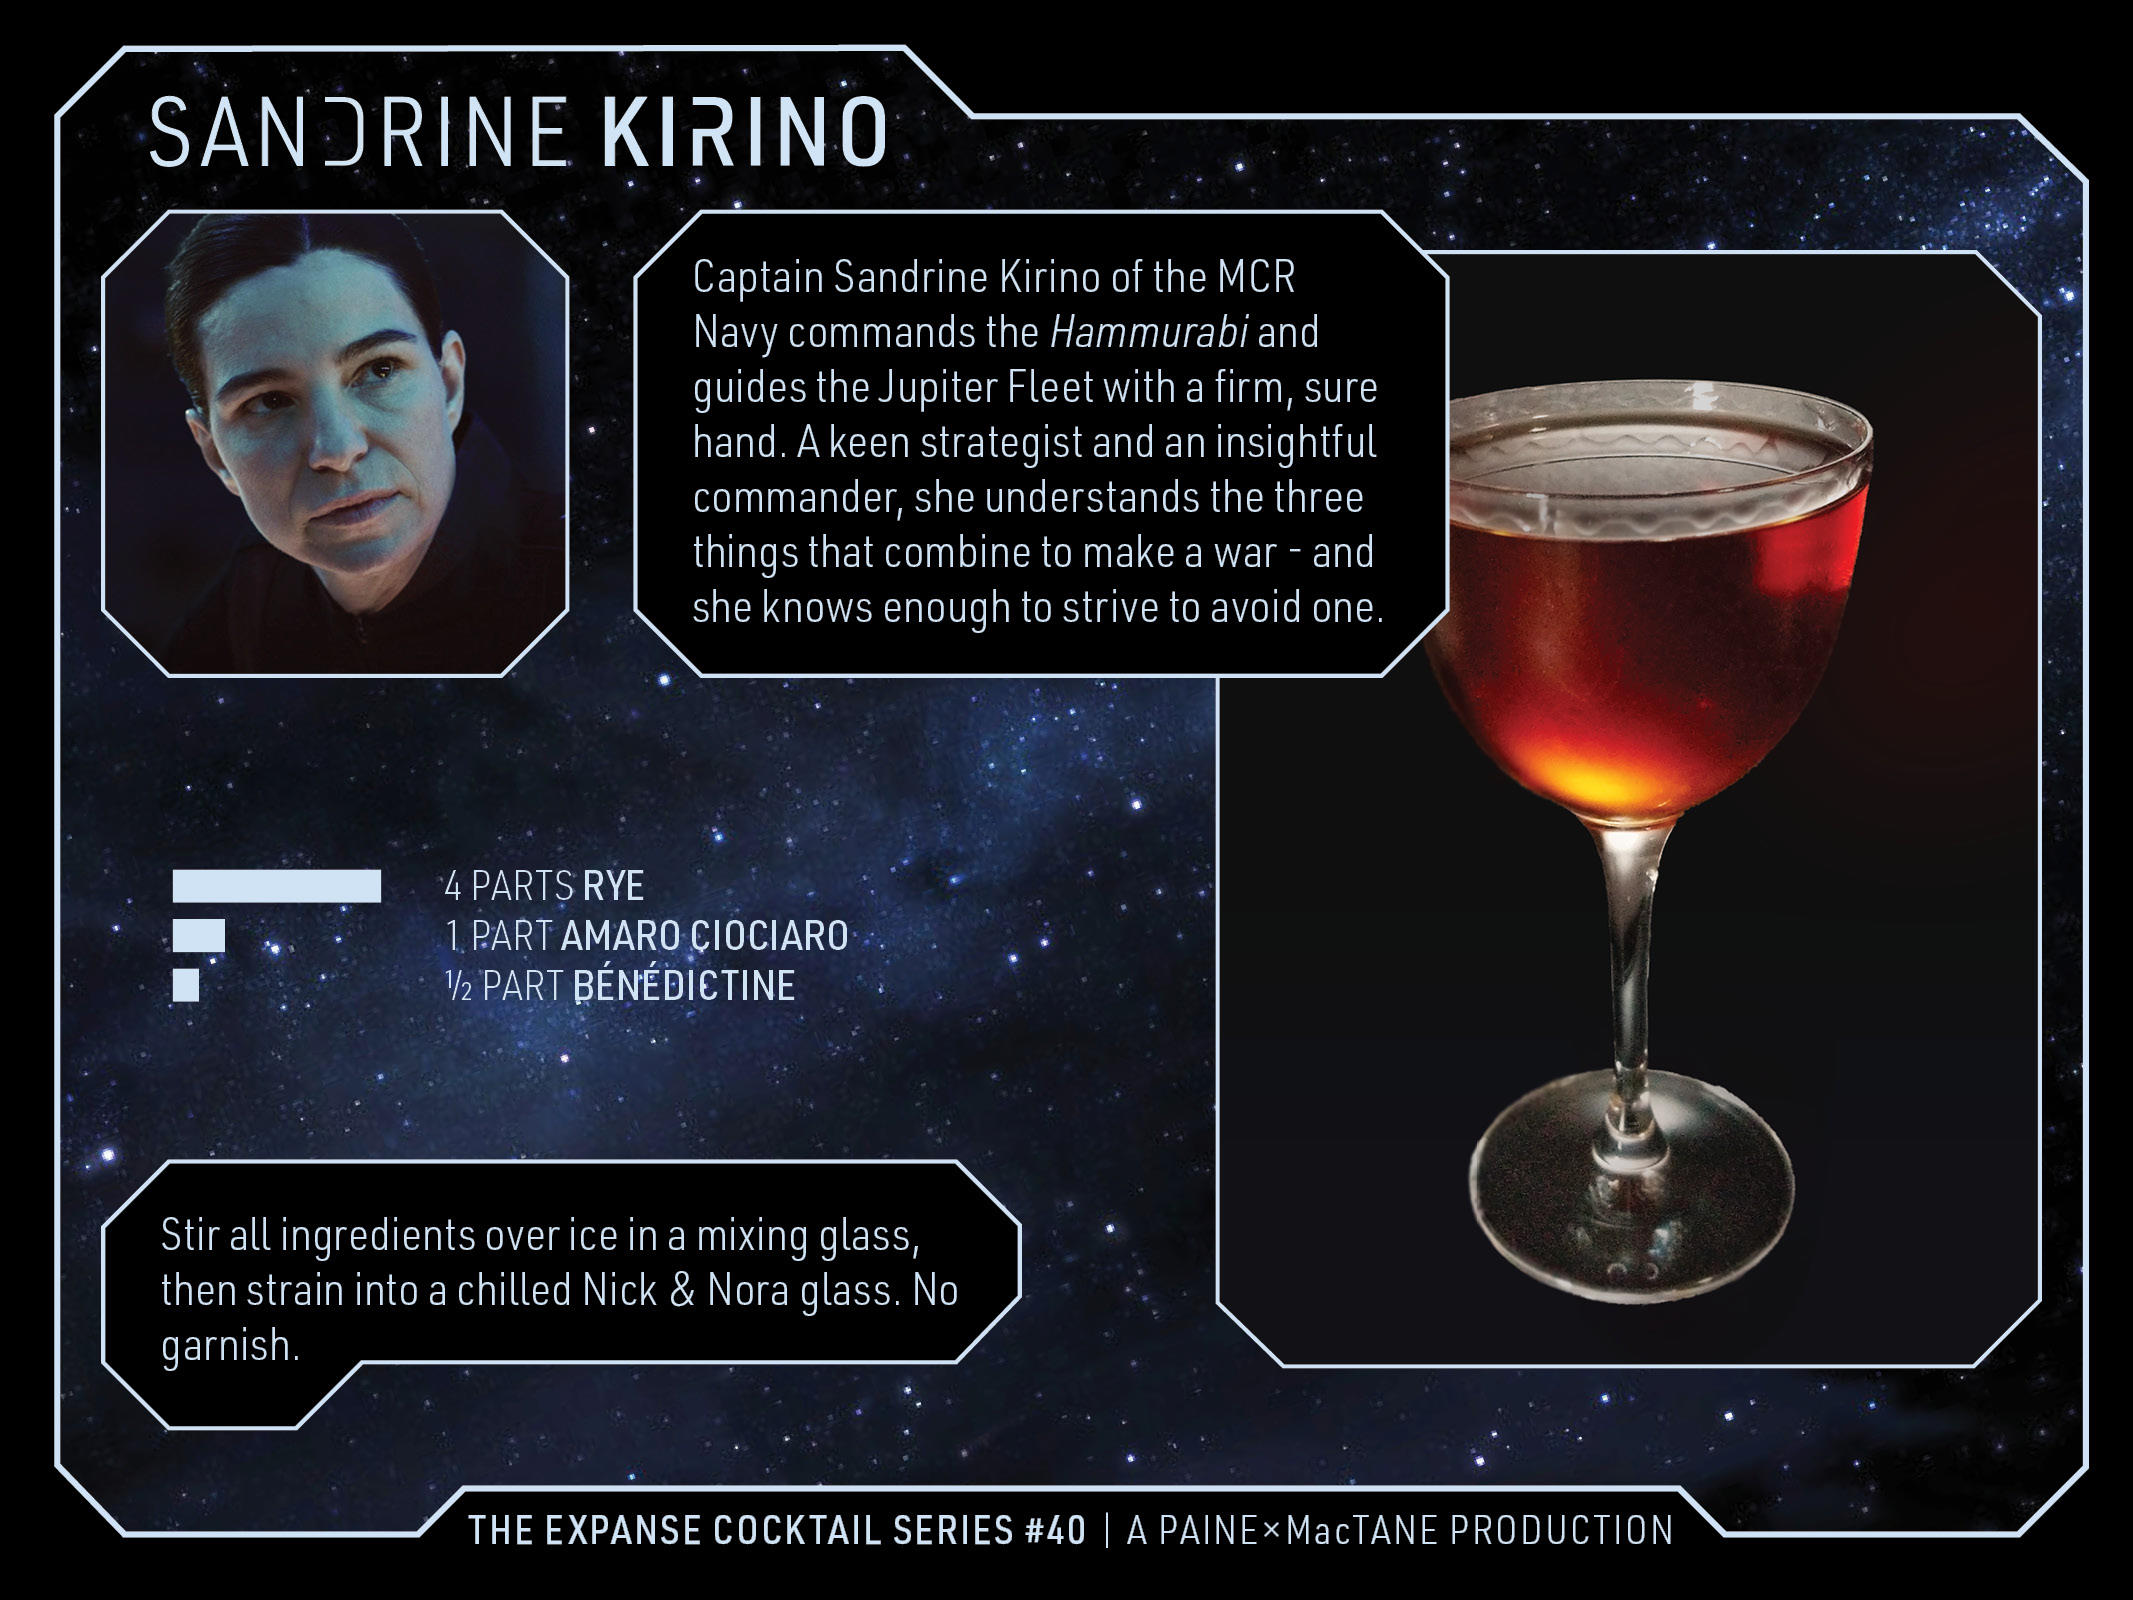 SANDRINE KIRINO
Captain Sandrine Kirino of the MCR
Navy commands the Hammurabi and
guides the Jupiter Fleet with a firm, sure
hand. A keen strategist and an insightful
commander, she understands the three
things that combine to make a war - and
she knows enough to strive to avoid one.
4 PARTS RYE
1 PART AMARO CIOCIARO
½ PART BÉNÉDICTINE
Stir all ingredients over ice in a mixing glass,
then strain into a chilled Nick & Nora glass. No
garnish.
THE EXPANSE COCKTAIL SERIES #40 | A PAINE×MacTANE PRODUCTION